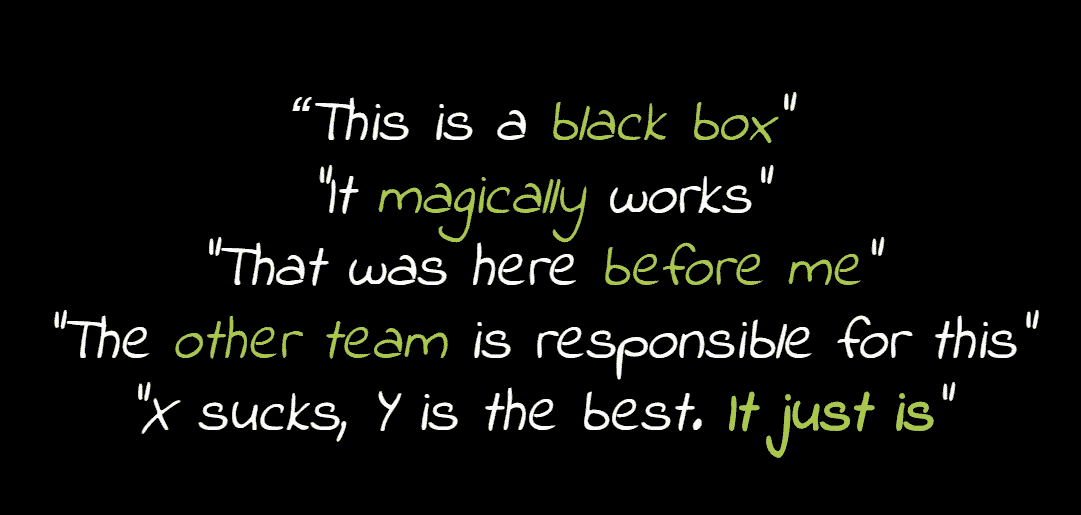 “This is a black box"
"It magically works"
"That was here before me"
"The other team is responsible for this"
"X sucks, Y is the best. It just is"